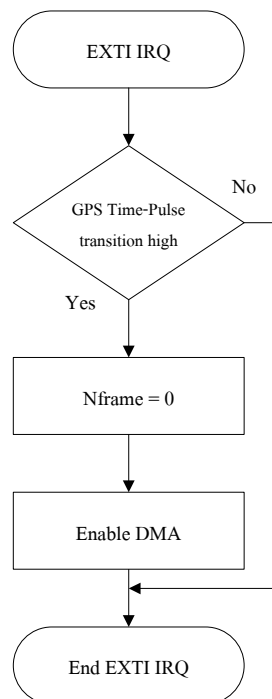 EXTI IRQ
GPS Time-Pulse
transition high
No
Yes
Nframe = 0
Enable DMA
End EXTI IRQ